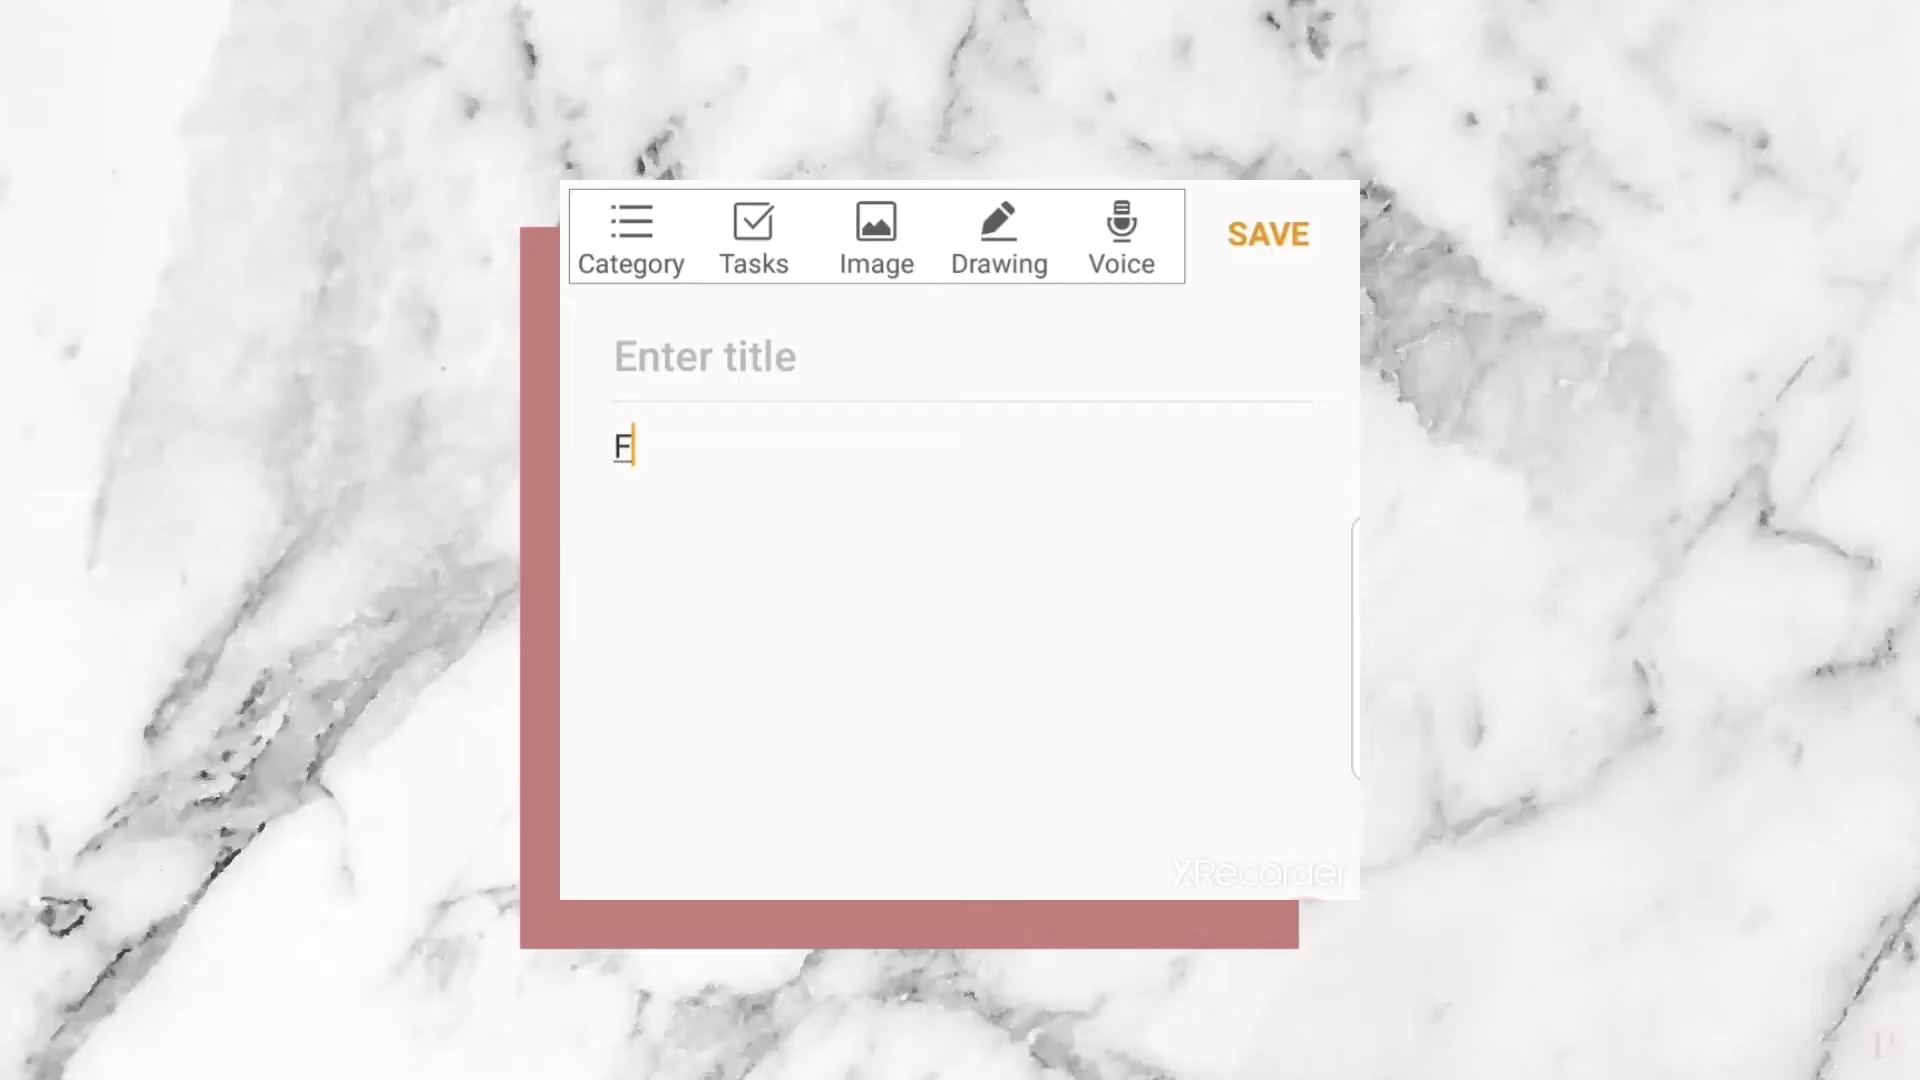 Category Tasks Image Drawing Voice
SAVE
Enter title
F
XRecorder